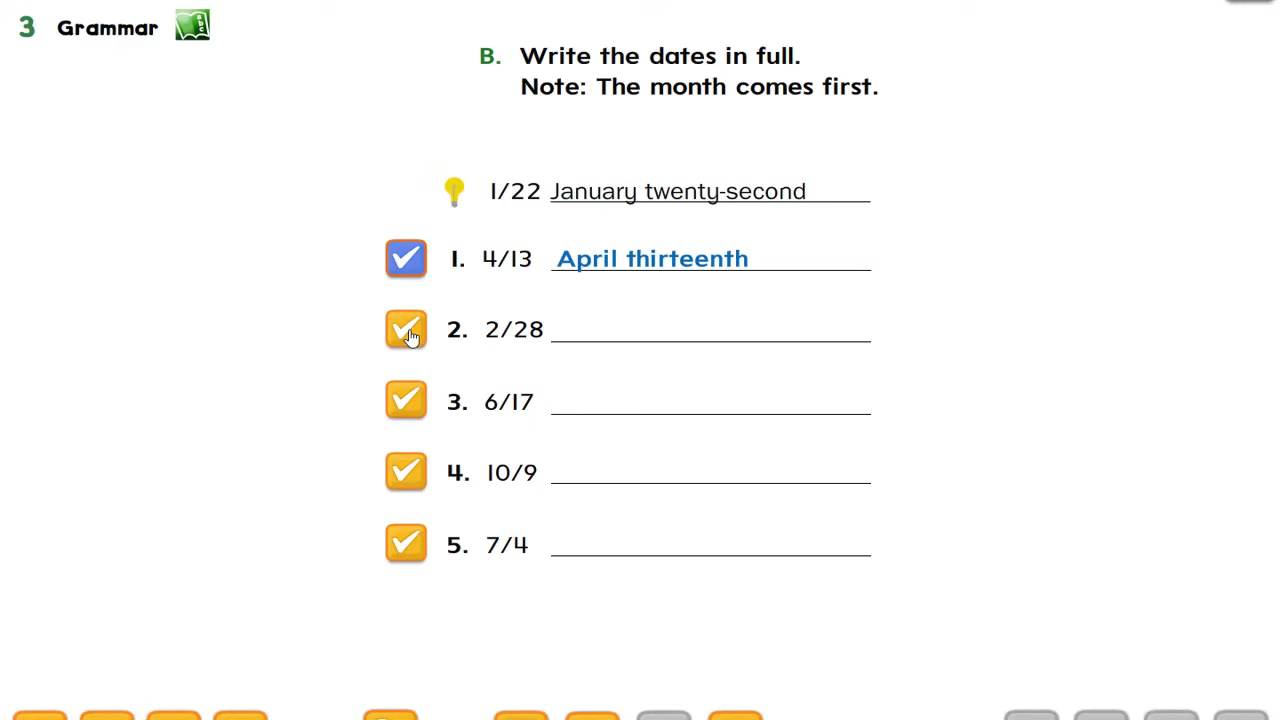 3 Grammar
B. Write the dates in full.
Note: The month comes first.
1/22 January twenty-second
1. 4/13 April thirteenth
2. 2/28
3. 6/17
4. 10/9
5. 7/4